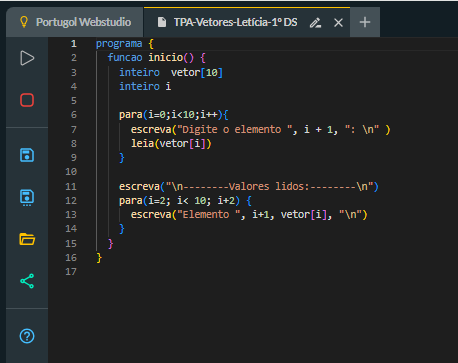 Portugol Webstudio
TPA-Vetores-Letícia-1º DS
1 programa {
2 funcao inicio() {
3 inteiro vetor[10]
4 inteiro i
5
6 para(i=0;i<10;i++){
7 escreva("Digite o elemento ", i + 1, ": \n" )
8 leia(vetor[i])
9 }
10
11 escreva("\n--------Valores lidos:--------\n")
12 para(i=2; i< 10; i+2) {
13 escreva("Elemento ", i+1, vetor[i], "\n")
14 }
15 }
16 }
17